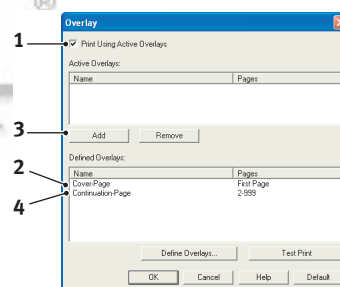 Overlay
1
Print Using Active Overlays
Active Overlays:
Name Pages
3
Add Remove
Defined Overlays:
2
Name Pages
Cover-Page First Page
4
Continuation-Page 2-999
Define Overlays... Test Print
OK Cancel Help Default